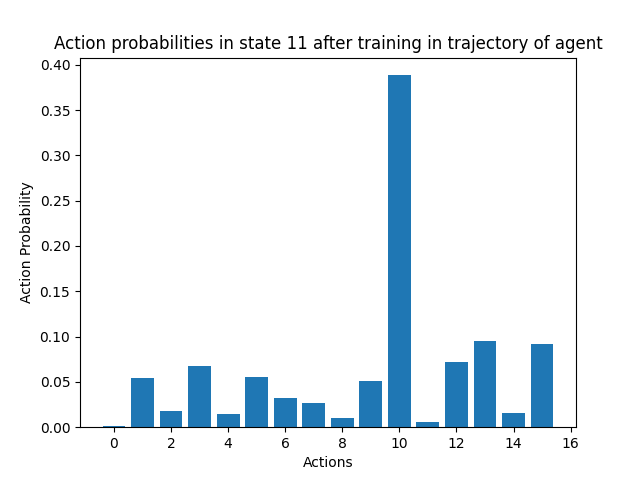 Action probabilities in state 11 after training in trajectory of agent
0.40
0.35
0.30
0.25
0.20
0.15
0.10
0.05
0.00
Action Probability
0 2 4 6 8 10 12 14 16
Actions